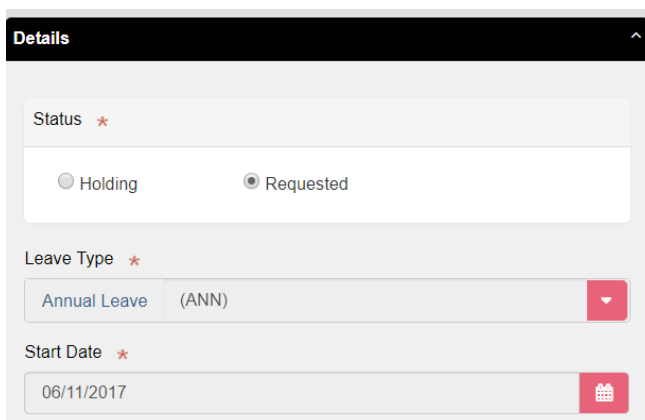 Details
Status *
Holding Requested
Leave Type *
Annual Leave (ANN)
Start Date *
06/11/2017